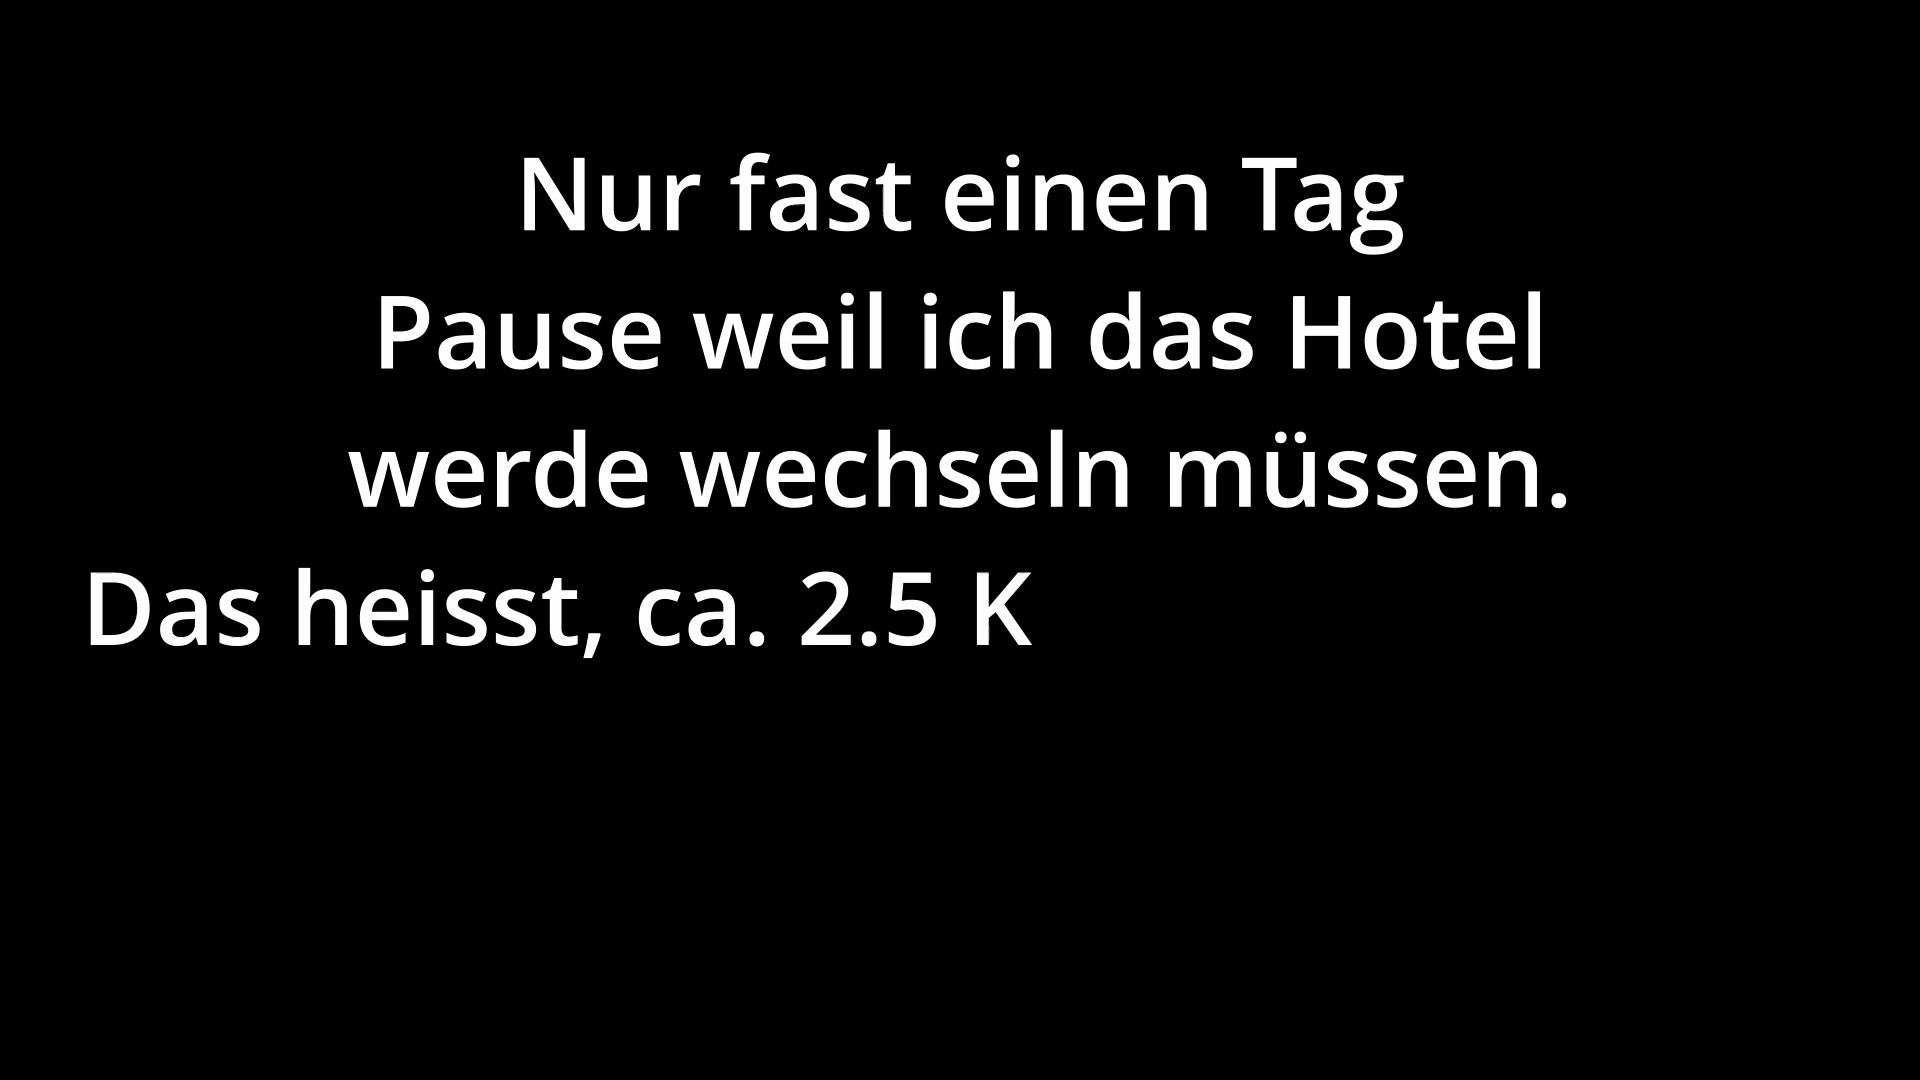 Nur fast einen Tag
Pause weil ich das Hotel
werde wechseln müssen.
Das heisst, ca. 2.5 K